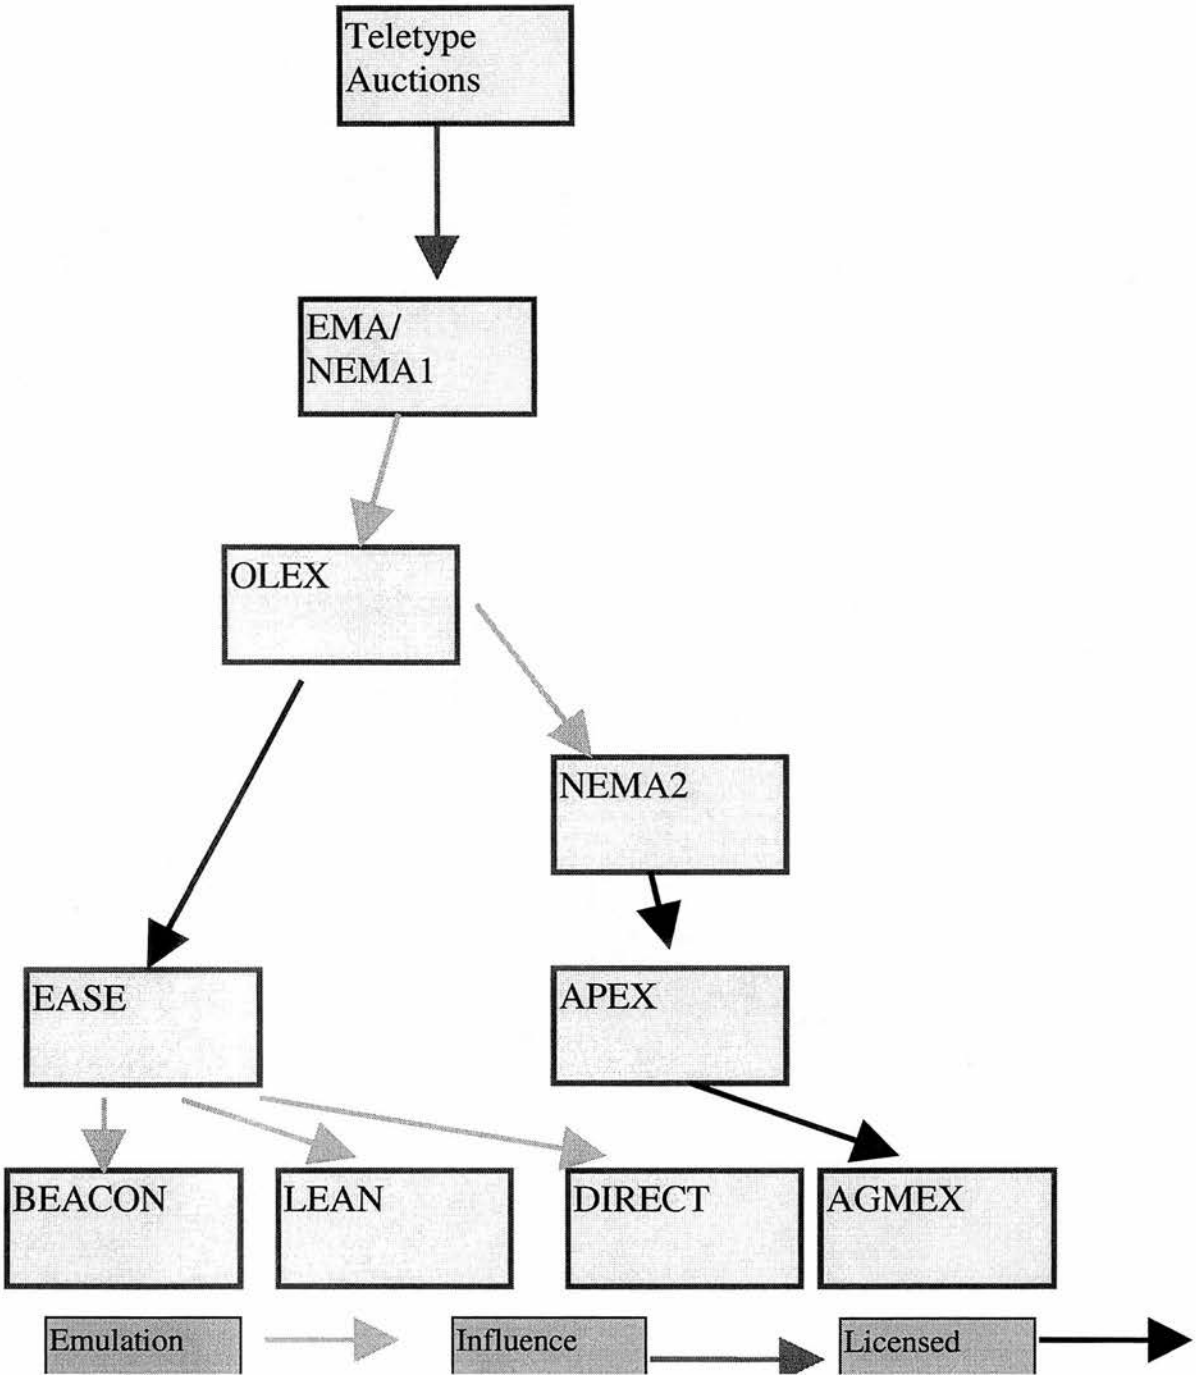 Teletype
Auctions
EMA/
NEMA1
OLEX
NEMA2
EASE
APEX
BEACON
LEAN
DIRECT
AGMEX
Emulation
Influence
Licensed